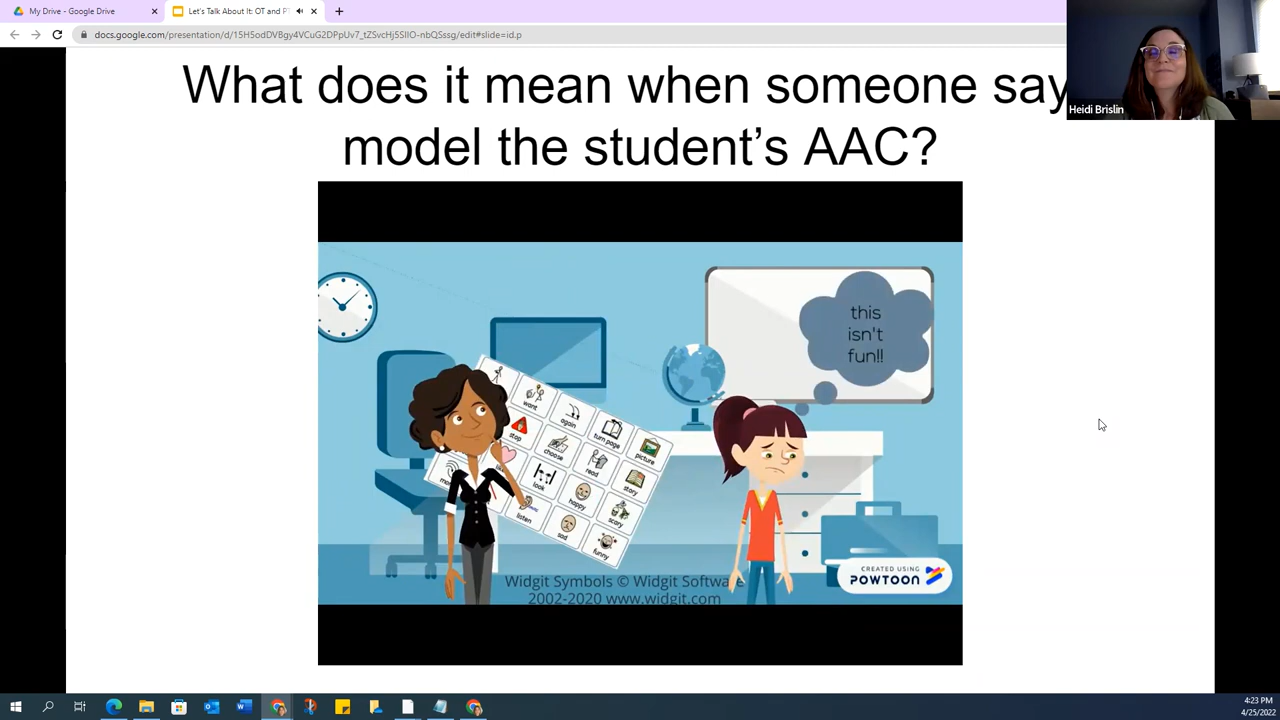 My Drive - Google Drive
Let's Talk About It: OT and P
docs.google.com/presentation/d/15H5odDVBgy4VCuG2DPpUv7_tZSvcHj5SIIO-nbQSssg/edit#slide=id.p
Heidi Brislin
What does it mean when someone say
model the student's AAC?
this
isn't
fun!!
want
again
turn page
picture
stop
choose
read
story
look
happy
scary
listen
sad
funny
CREATED USING
POWTOON
Widgit Symbols © Widgit Software
2002-2020 www.widgit.com
4:23 PM
4/25/2022